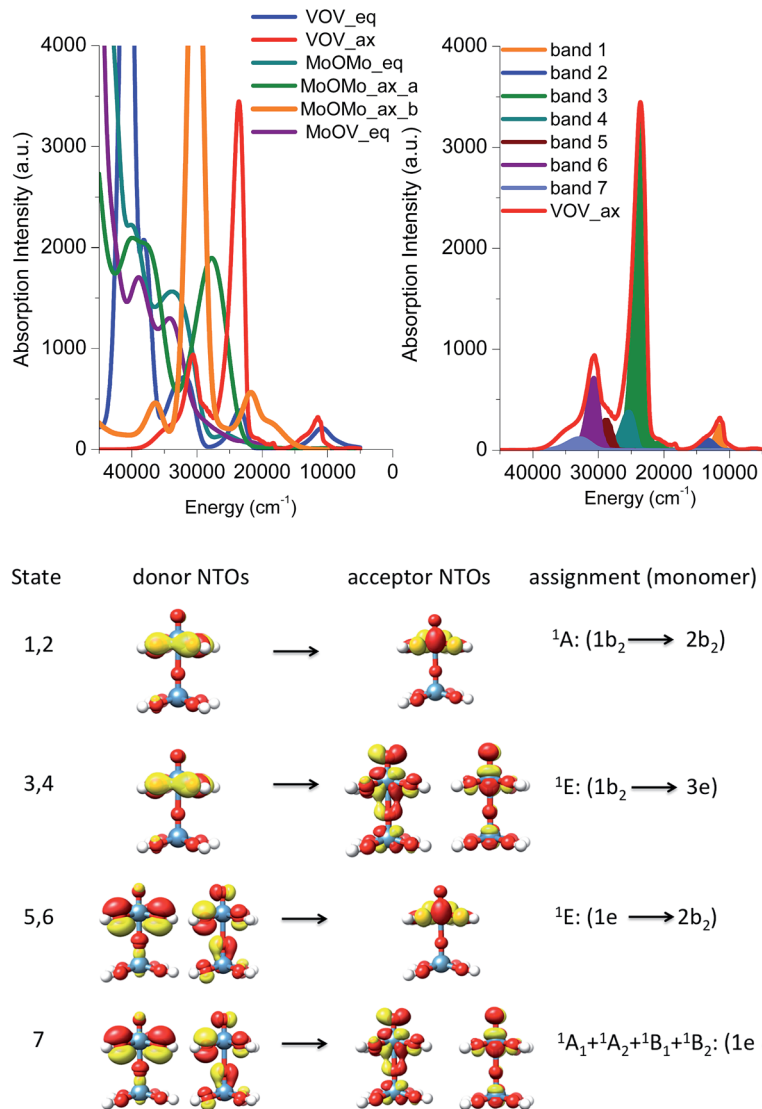 VOV_eq
VOV_ax
MoOMo_eq
MoOMo_ax_a
MoOMo_ax_b
MoOV_eq
Absorption Intensity (a.u.)
4000
3000
2000
1000
0
40000 30000 20000 10000 0
Energy (cm-1)
band 1
band 2
band 3
band 4
band 5
band 6
band 7
VOV_ax
Absorption Intensity (a.u.)
4000
3000
2000
1000
0
40000 30000 20000 10000
Energy (cm-1)
State donor NTOs acceptor NTOs assignment (monomer)
1,2 ¹A: (1b₂ → 2b₂)
3,4 ¹E: (1b₂ → 3e)
5,6 ¹E: (1e → 2b₂)
7 ¹A₁+¹A₂+¹B₁+¹B₂: (1e